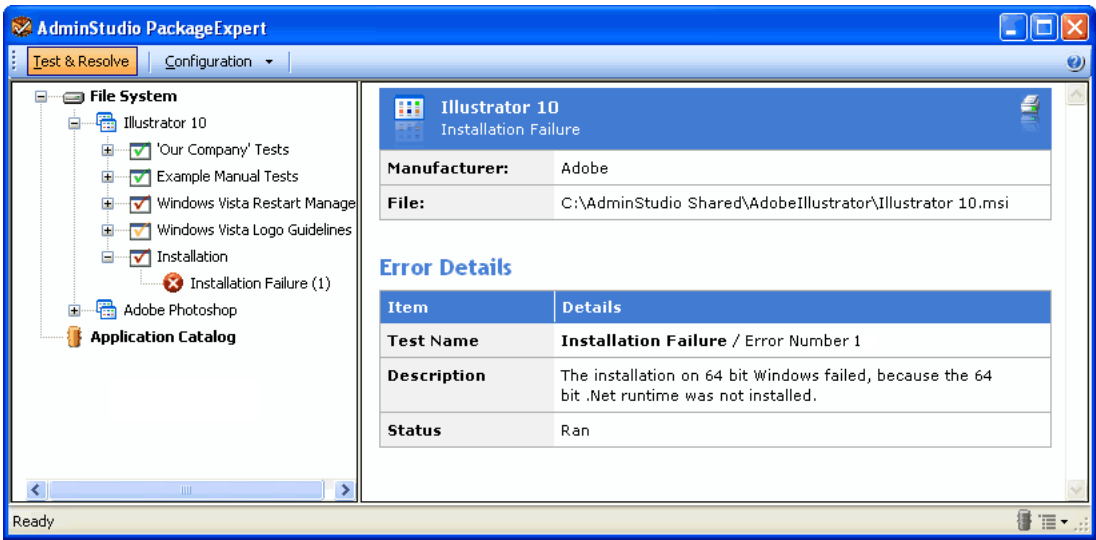 AdminStudio PackageExpert
Test & Resolve
Configuration
File System
Illustrator 10
'Our Company' Tests
Example Manual Tests
Windows Vista Restart Manage
Windows Vista Logo Guidelines
Installation
Installation Failure (1)
Adobe Photoshop
Application Catalog
Illustrator 10
Installation Failure
Manufacturer: Adobe
File: C:\AdminStudio Shared\AdobeIllustrator\Illustrator 10.msi
Error Details
Item Details
Test Name Installation Failure / Error Number 1
Description The installation on 64 bit Windows failed, because the 64
bit .Net runtime was not installed.
Status Ran
Ready